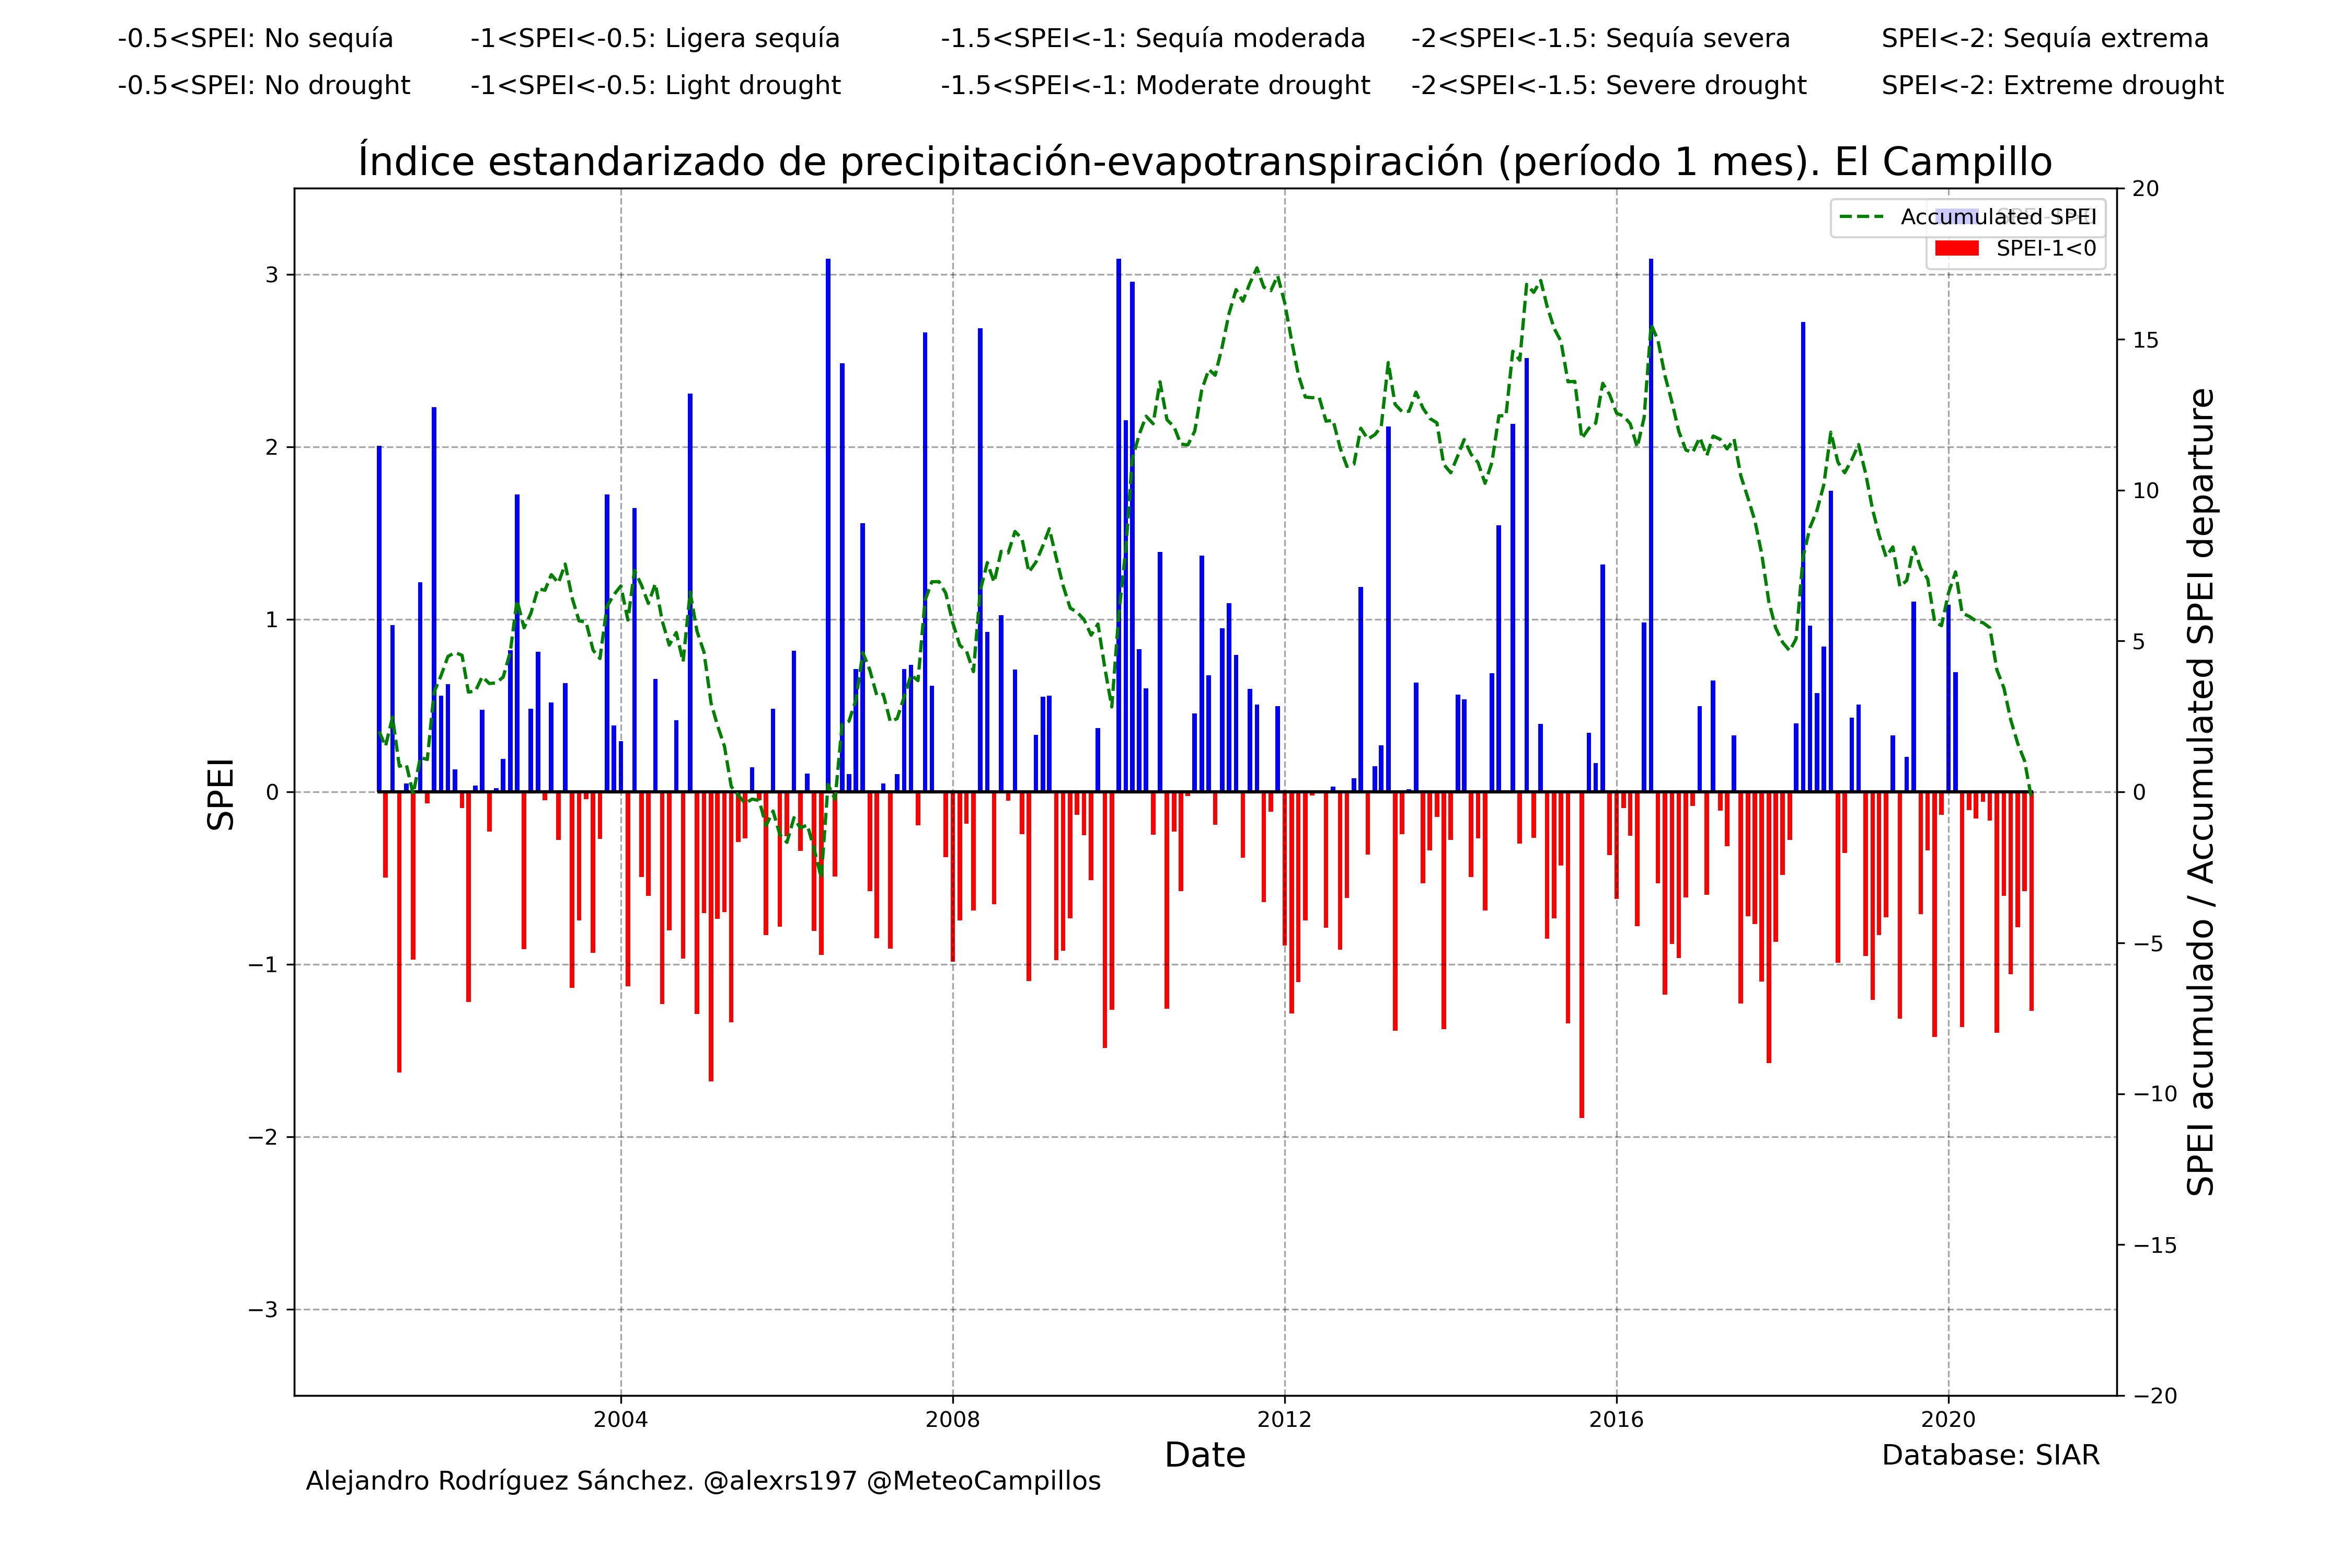 -0.5<SPEI: No sequía -1<SPEI<-0.5: Ligera sequía -1.5<SPEI<-1: Sequía moderada -2<SPEI<-1.5: Sequía severa SPEI<-2: Sequía extrema
-0.5<SPEI: No drought -1<SPEI<-0.5: Light drought -1.5<SPEI<-1: Moderate drought -2<SPEI<-1.5: Severe drought SPEI<-2: Extreme drought
Índice estandarizado de precipitación-evapotranspiración (período 1 mes). El Campillo
Accumulated SPEI
SPEI-1<0
SPEI
3
2
1
0
−1
−2
−3
20
15
10
5
0
−5
−10
−15
−20
SPEI acumulado / Accumulated SPEI departure
2004 2008 2012 2016 2020
Date
Database: SIAR
Alejandro Rodríguez Sánchez. @alexrs197 @MeteoCampillos